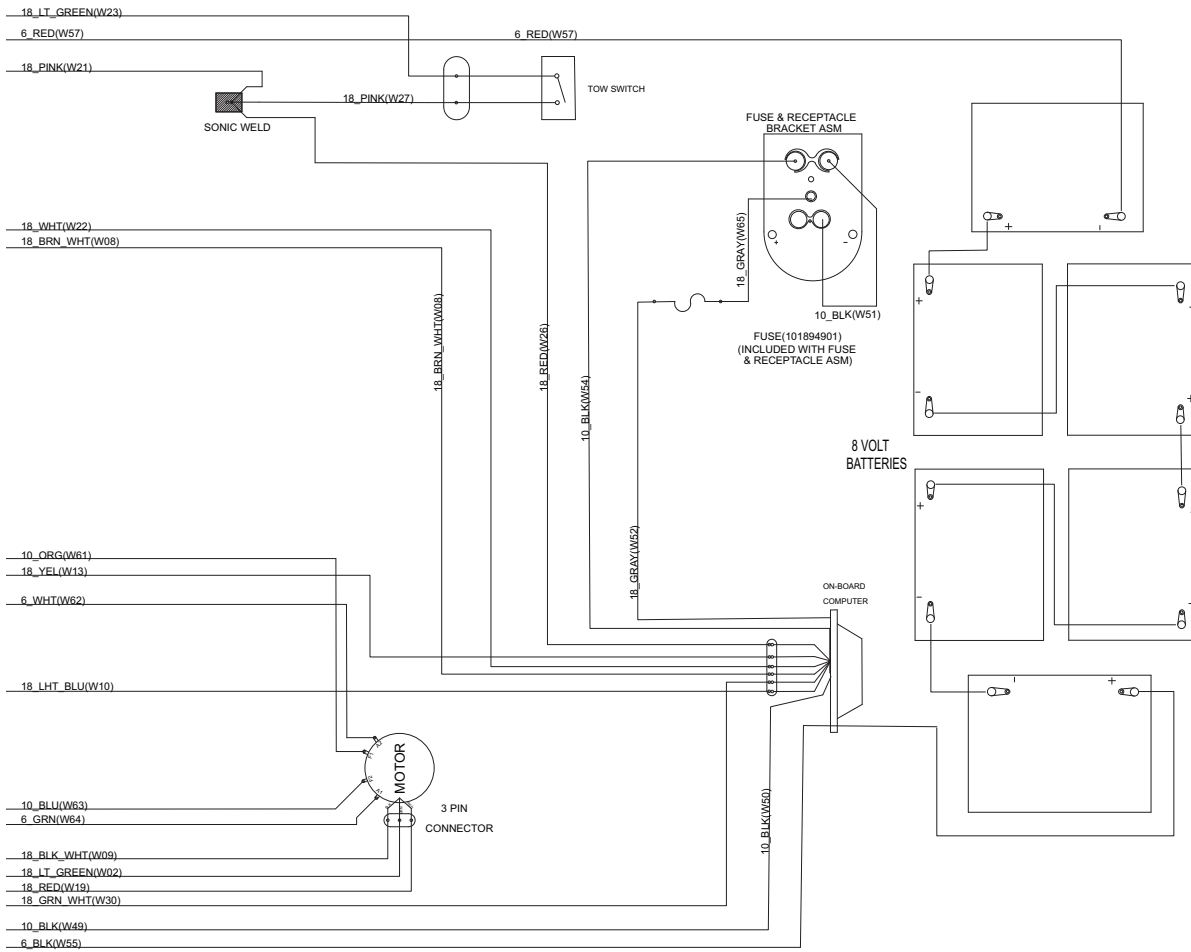 18_LT_GREEN(W23)
6_RED(W57)
6_RED(W57)
18_PINK(W21)
TOW SWITCH
18_PINK(W27)
SONIC WELD
FUSE & RECEPTACLE
BRACKET ASM
+
-
18_WHT(W22)
18_BRN_WHT(W08)
18_GRAY(W65)
+
-
+
10_BLK(W51)
18_BRN_WHT(W08)
18_RED(W26)
FUSE(101894901)
(INCLUDED WITH FUSE
& RECEPTACLE ASM)
10_BLK(W54)
-
+
8 VOLT
BATTERIES
+
18_GRAY(W52)
10_ORG(W61)
18_YEL(W13)
6_WHT(W62)
ON-BOARD
COMPUTER
-
18_LHT_BLU(W10)
-
+
A2
F1
MOTOR
F2
A1
10_BLU(W63)
6_GRN(W64)
3 PIN
CONNECTOR
10_BLK(W50)
18_BLK_WHT(W09)
18_LT_GREEN(W02)
18_RED(W19)
18_GRN_WHT(W30)
10_BLK(W49)
6_BLK(W55)